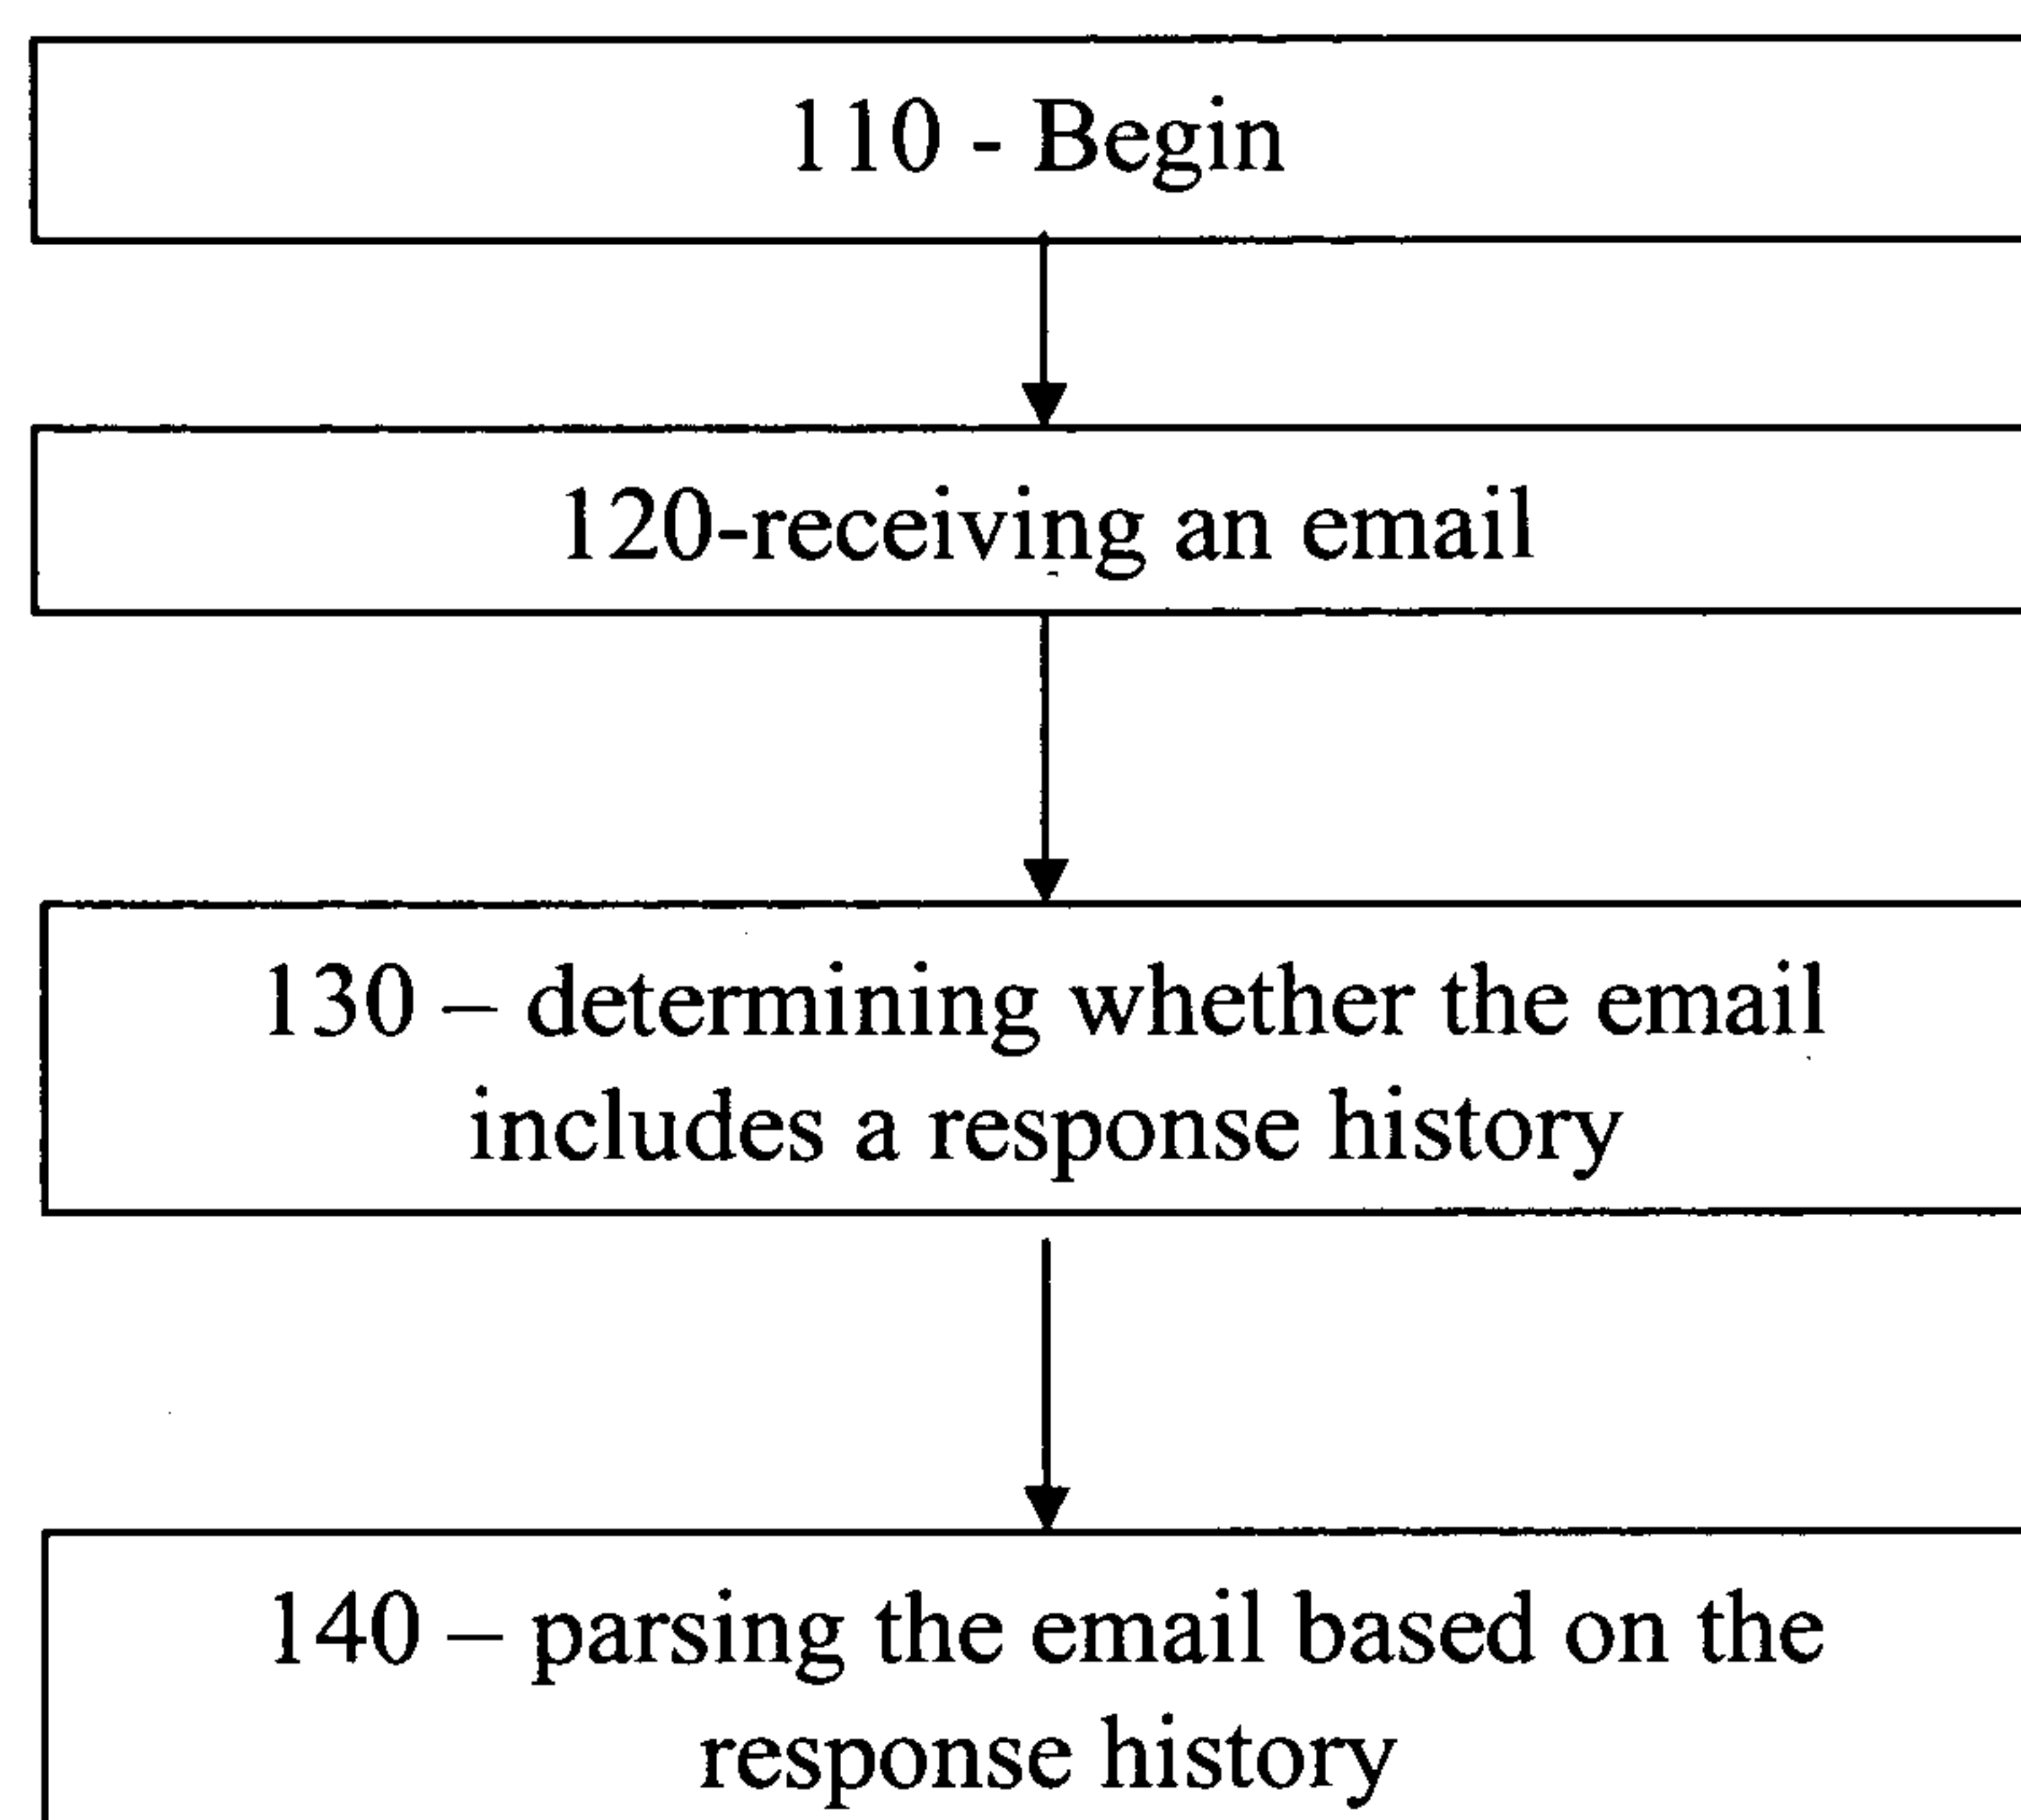 110 - Begin
120-receiving an email
130 – determining whether the email
includes a response history
140 – parsing the email based on the
response history